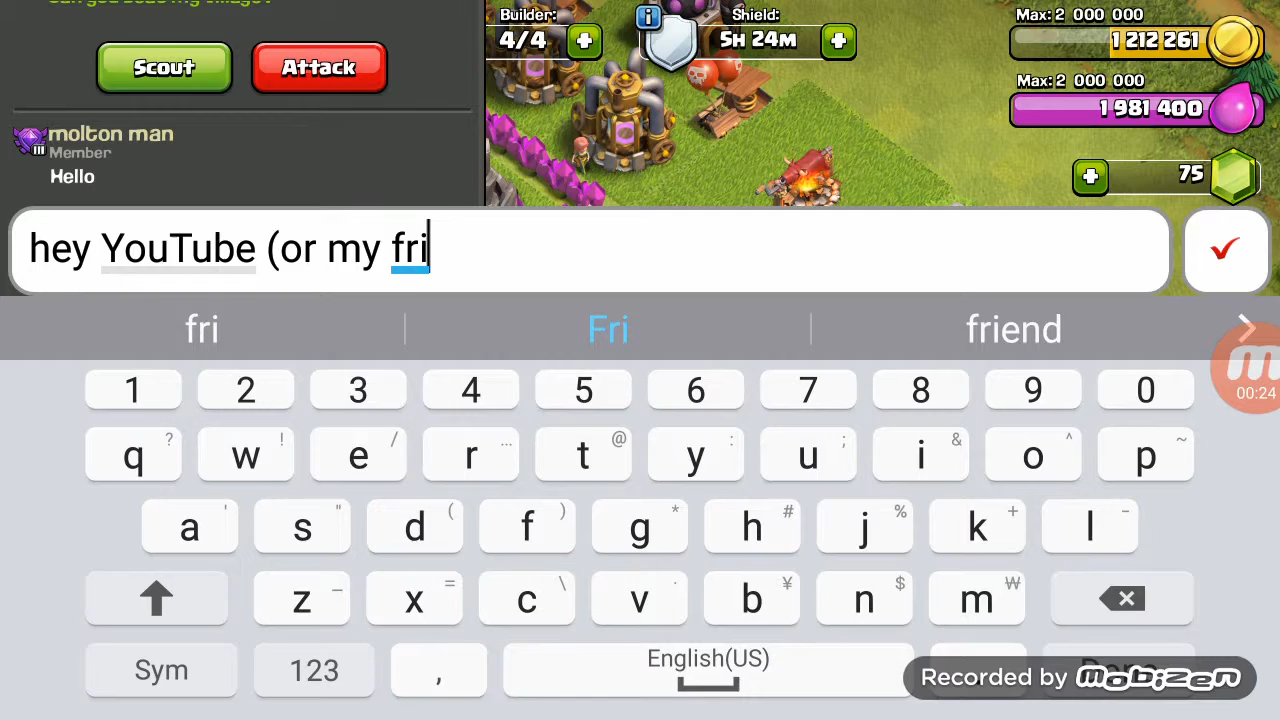 Builder:
4/4
Shield:
5h 24m
Max: 2 000 000
1 212 261
Max: 2 000 000
1 981 400
75
Scout
Attack
molton man
Member
Hello
hey YouTube (or my fri
fri
Fri
friend
00:24
1 2 3 4 5 6 7 8 9 0
q ? w ! e / r ... t @ y : u ; i & o ^ p ~
a ' s " d ( f ) g * h # j % k + l -
z _ x = c \ v · b ¥ n $ m ₩
Sym
123
,
English(US)
Recorded by mobizen